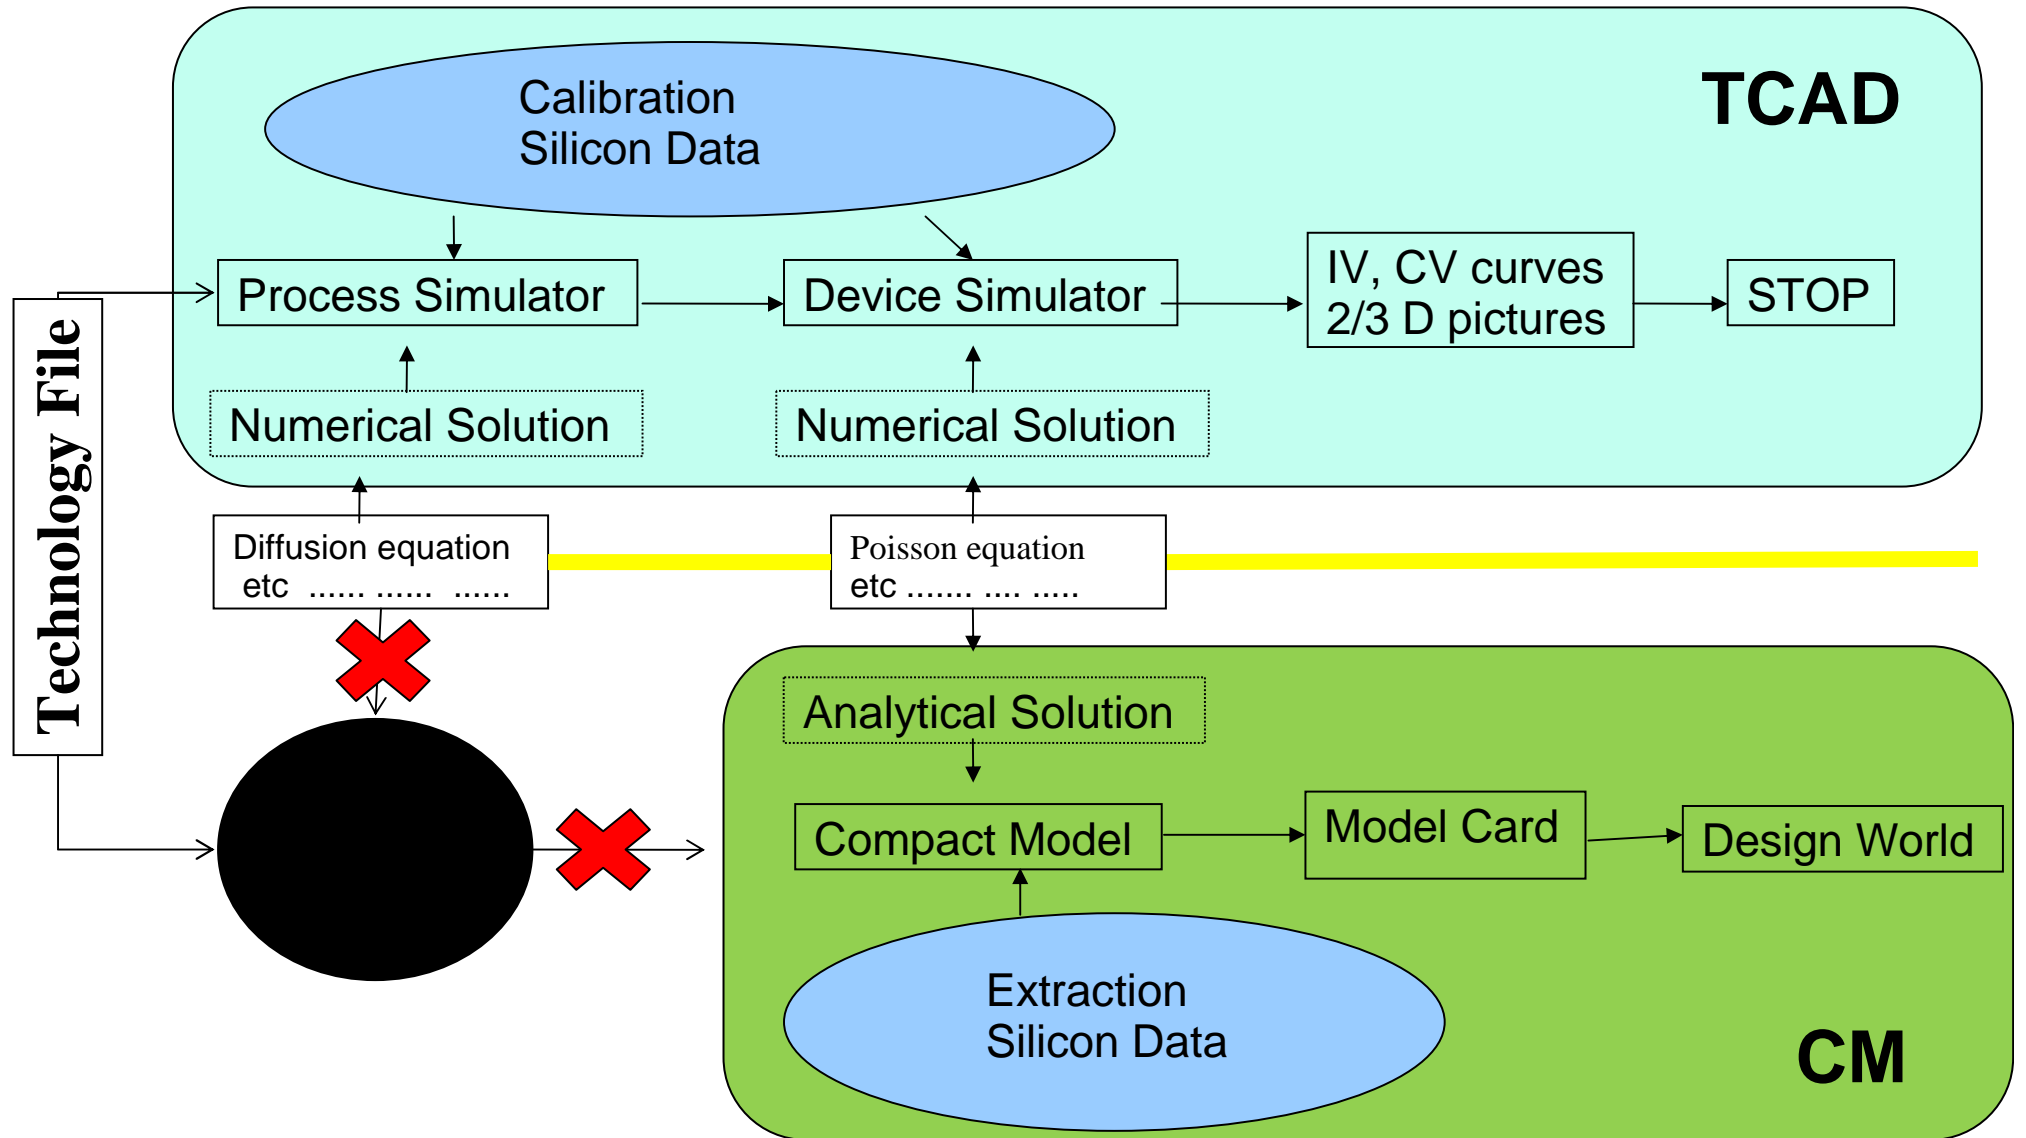 TCAD
Calibration
Silicon Data
Process Simulator
Device Simulator
IV, CV curves
2/3 D pictures
STOP
Technology File
Numerical Solution
Numerical Solution
Diffusion equation
etc ...... ...... ......
Poisson equation
etc ....... .... .....
Analytical Solution
Compact Model
Model Card
Design World
Extraction
Silicon Data
CM